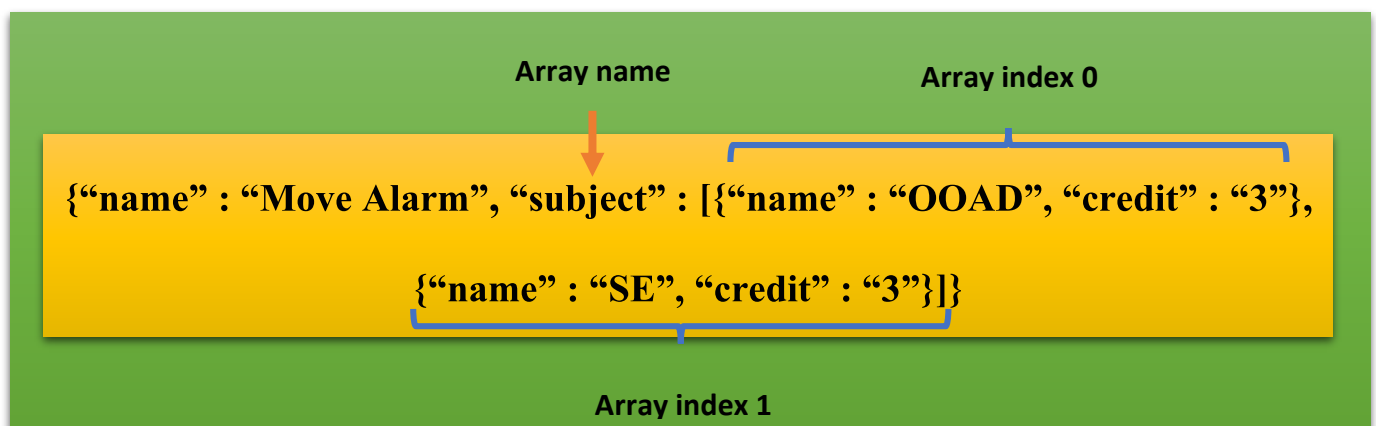 Array name
Array index 0
{“name” : “Move Alarm”, “subject” : [{“name” : “OOAD”, “credit” : “3”},
{“name” : “SE”, “credit” : “3”}]}
Array index 1